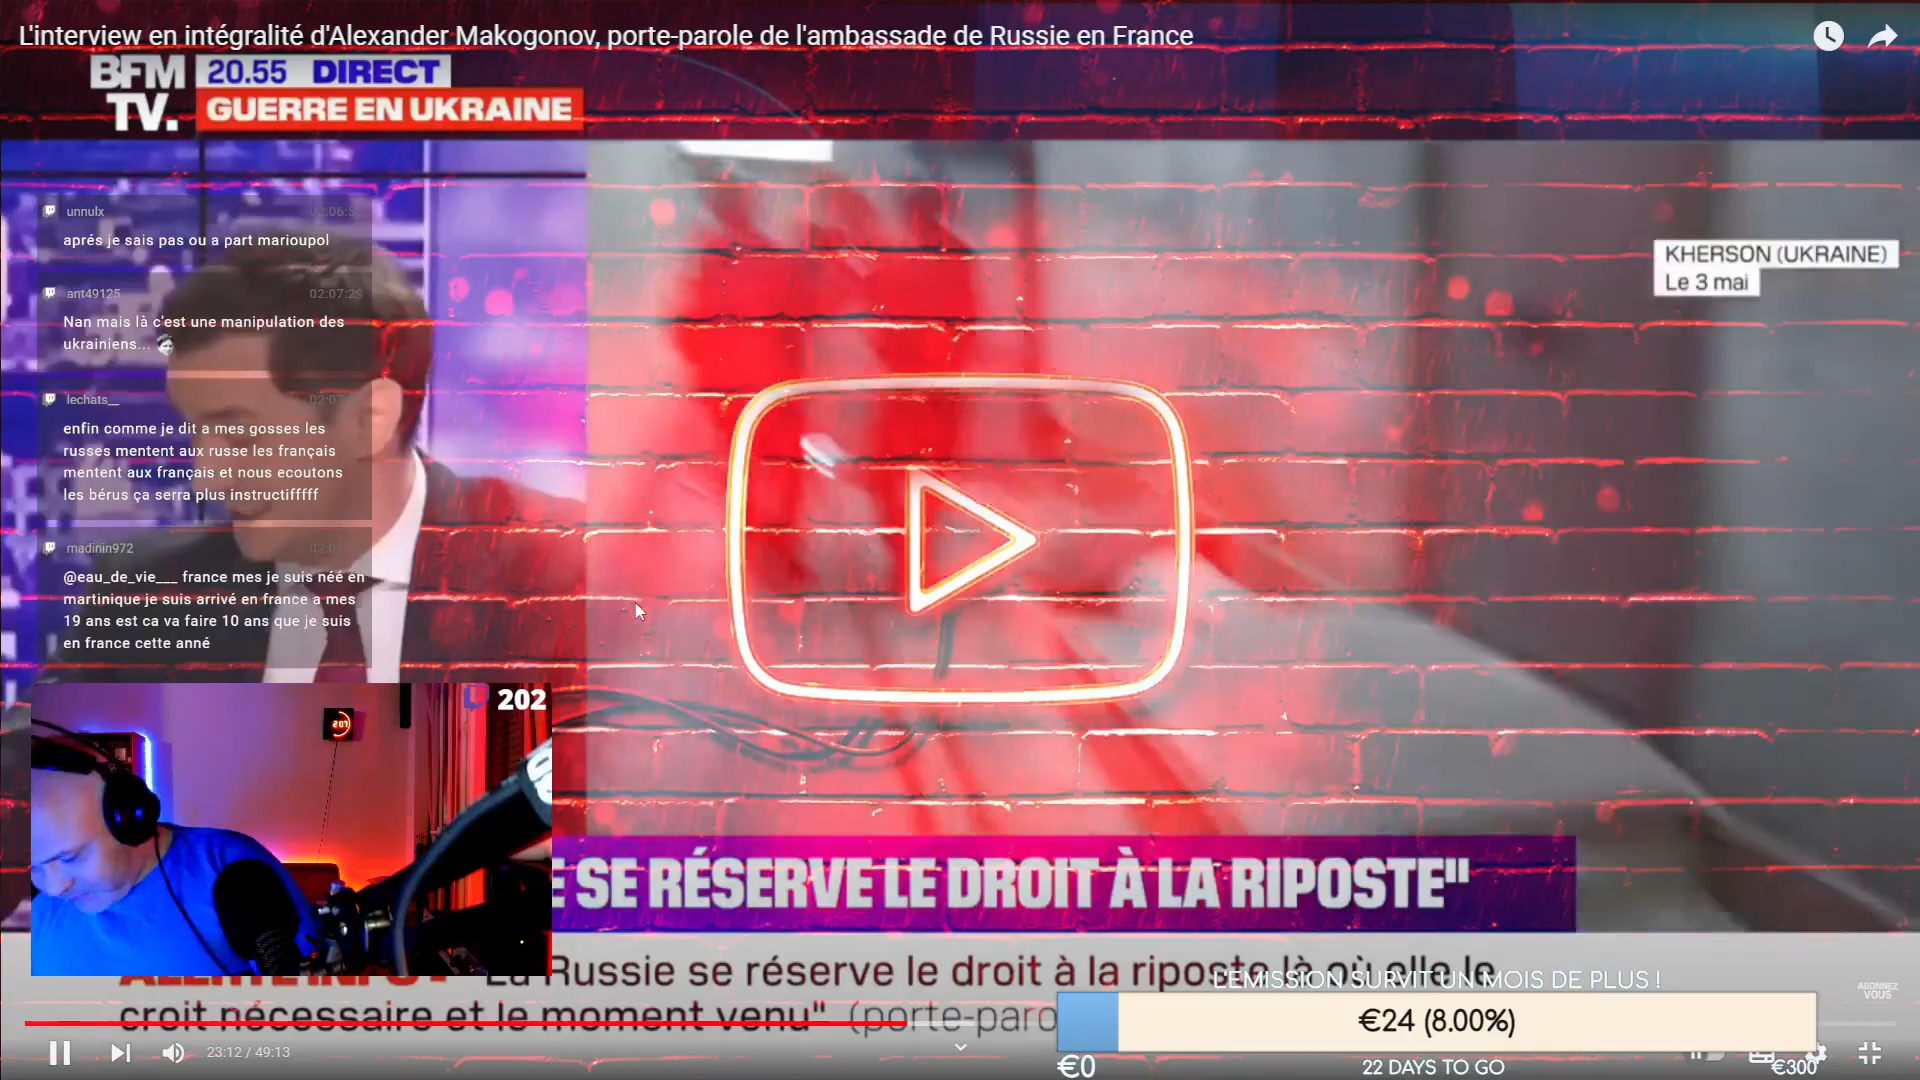 L'interview en intégralité d'Alexander Makogonov, porte-parole de l'ambassade de Russie en France
BFM
TV.
20.55 DIRECT
GUERRE EN UKRAINE
KHERSON (UKRAINE)
Le 3 mai
unnulx
aprés je sais pas ou a part marioupol
ant49125 02:07:29
Nan mais là c'est une manipulation des
ukrainiens...
lechats__
enfin comme je dit a mes gosses les
russes mentent aux russe les français
mentent aux français et nous ecoutons
les bérus ça serra plus instructifffff
madinin972
@eau_de_vie___ france mes je suis néé en
martinique je suis arrivé en france a mes
19 ans est ca va faire 10 ans que je suis
en france cette anné
202
207
E SE RÉSERVE LE DROIT À LA RIPOSTE"
ALERTE INFO "La Russie se réserve le droit à la riposte là où elle le
croit nécessaire et le moment venu" (porte-paro
L'EMISSION SURVIT UN MOIS DE PLUS !
€24 (8.00%)
€0
22 DAYS TO GO
€300
ABONNEZ
VOUS
23:12 / 49:13